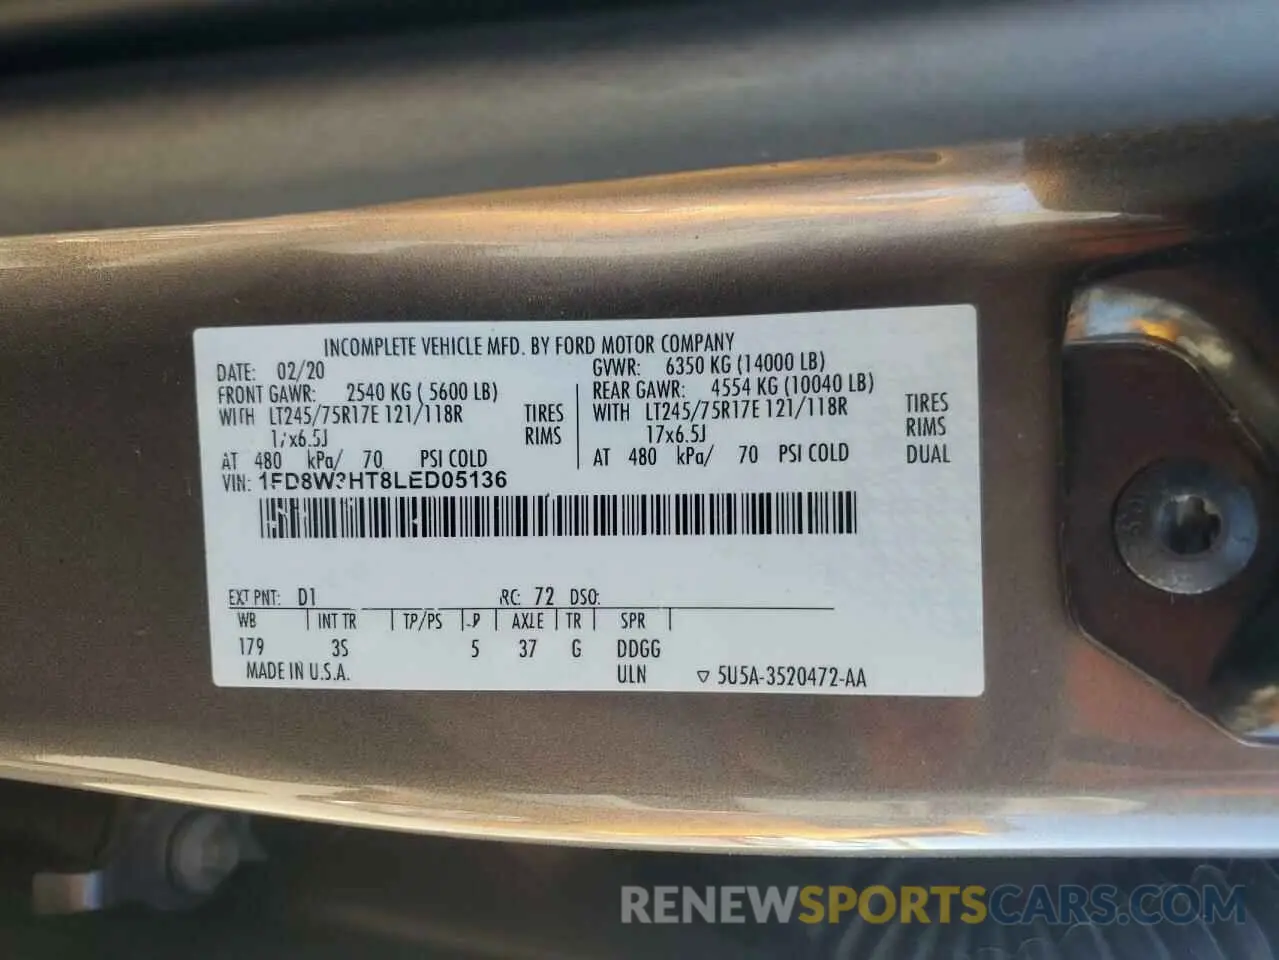 INCOMPLETE VEHICLE MFD. BY FORD MOTOR COMPANY
DATE: 02/20 GVWR: 6350 KG (14000 LB)
FRONT GAWR: 2540 KG ( 5600 LB) REAR GAWR: 4554 KG (10040 LB)
WITH LT245/75R17E 121/118R TIRES WITH LT245/75R17E 121/118R TIRES
17x6.5J RIMS 17x6.5J RIMS
AT 480 kPa/ 70 PSI COLD AT 480 kPa/ 70 PSI COLD DUAL
VIN: 1FD8W3HT8LED05136
EXT PNT: D1 RC: 72 DSO:
WB INT TR TP/PS AXLE TR SPR
179 3S 5 37 G DDGG
MADE IN U.S.A. ULN ▽ 5U5A-3520472-AA
RENEWSPORTSCARS.COM